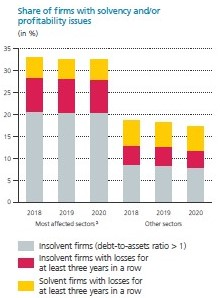 Share of firms with solvency and/or
profitability issues
(in %)
35
30
25
20
15
10
5
0
2018 2019 2020 2018 2019 2020
Most affected sectors² Other sectors
Insolvent firms (debt-to-assets ratio > 1)
Insolvent firms with losses for
at least three years in a row
Solvent firms with losses for
at least three years in a row